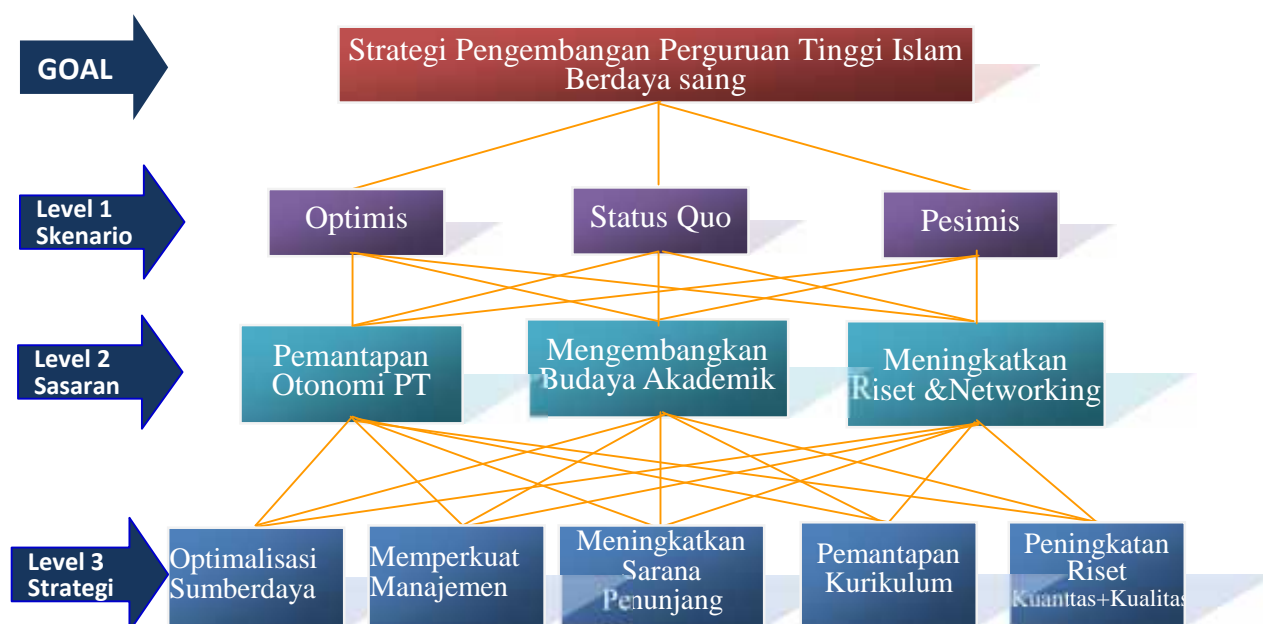 GOAL
Strategi Pengembangan Perguruan Tinggi Islam
Berdaya saing
Level 1
Skenario
Optimis
Status Quo
Pesimis
Level 2
Sasaran
Pemantapan
Otonomi PT
Mengembangkan
Budaya Akademik
Meningkatkan
Riset &Networking
Level 3
Strategi
Optimalisasi
Sumberdaya
Memperkuat
Manajemen
Meningkatkan
Sarana
Penunjang
Pemantapan
Kurikulum
Peningkatan
Riset
Kuanttas+Kualitas